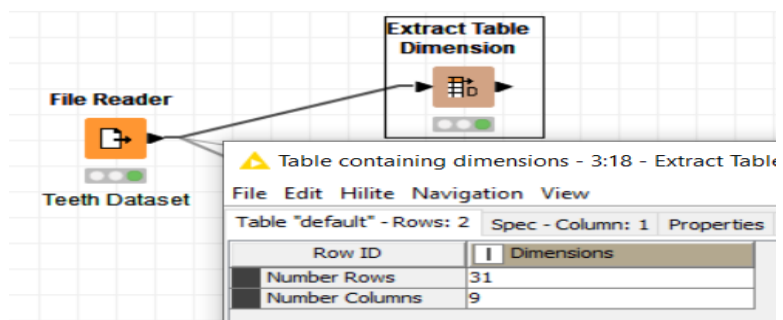 Extract Table
Dimension
File Reader
Teeth Dataset
Table containing dimensions - 3:18 - Extract Table
File Edit Hilite Navigation View
Table "default" - Rows: 2 Spec - Column: 1 Properties
Row ID I Dimensions
Number Rows 31
Number Columns 9